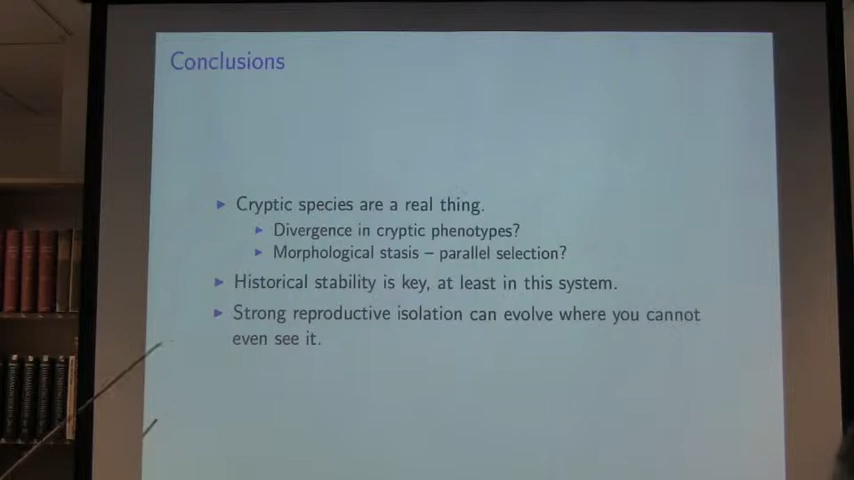 Conclusions
▶ Cryptic species are a real thing.
▶ Divergence in cryptic phenotypes?
▶ Morphological stasis – parallel selection?
▶ Historical stability is key, at least in this system.
▶ Strong reproductive isolation can evolve where you cannot
even see it.